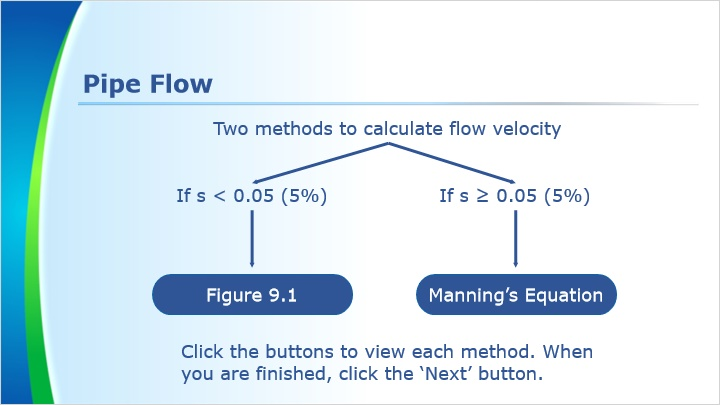 Pipe Flow
Two methods to calculate flow velocity
If s < 0.05 (5%)
If s ≥ 0.05 (5%)
Figure 9.1
Manning’s Equation
Click the buttons to view each method. When
you are finished, click the ‘Next’ button.